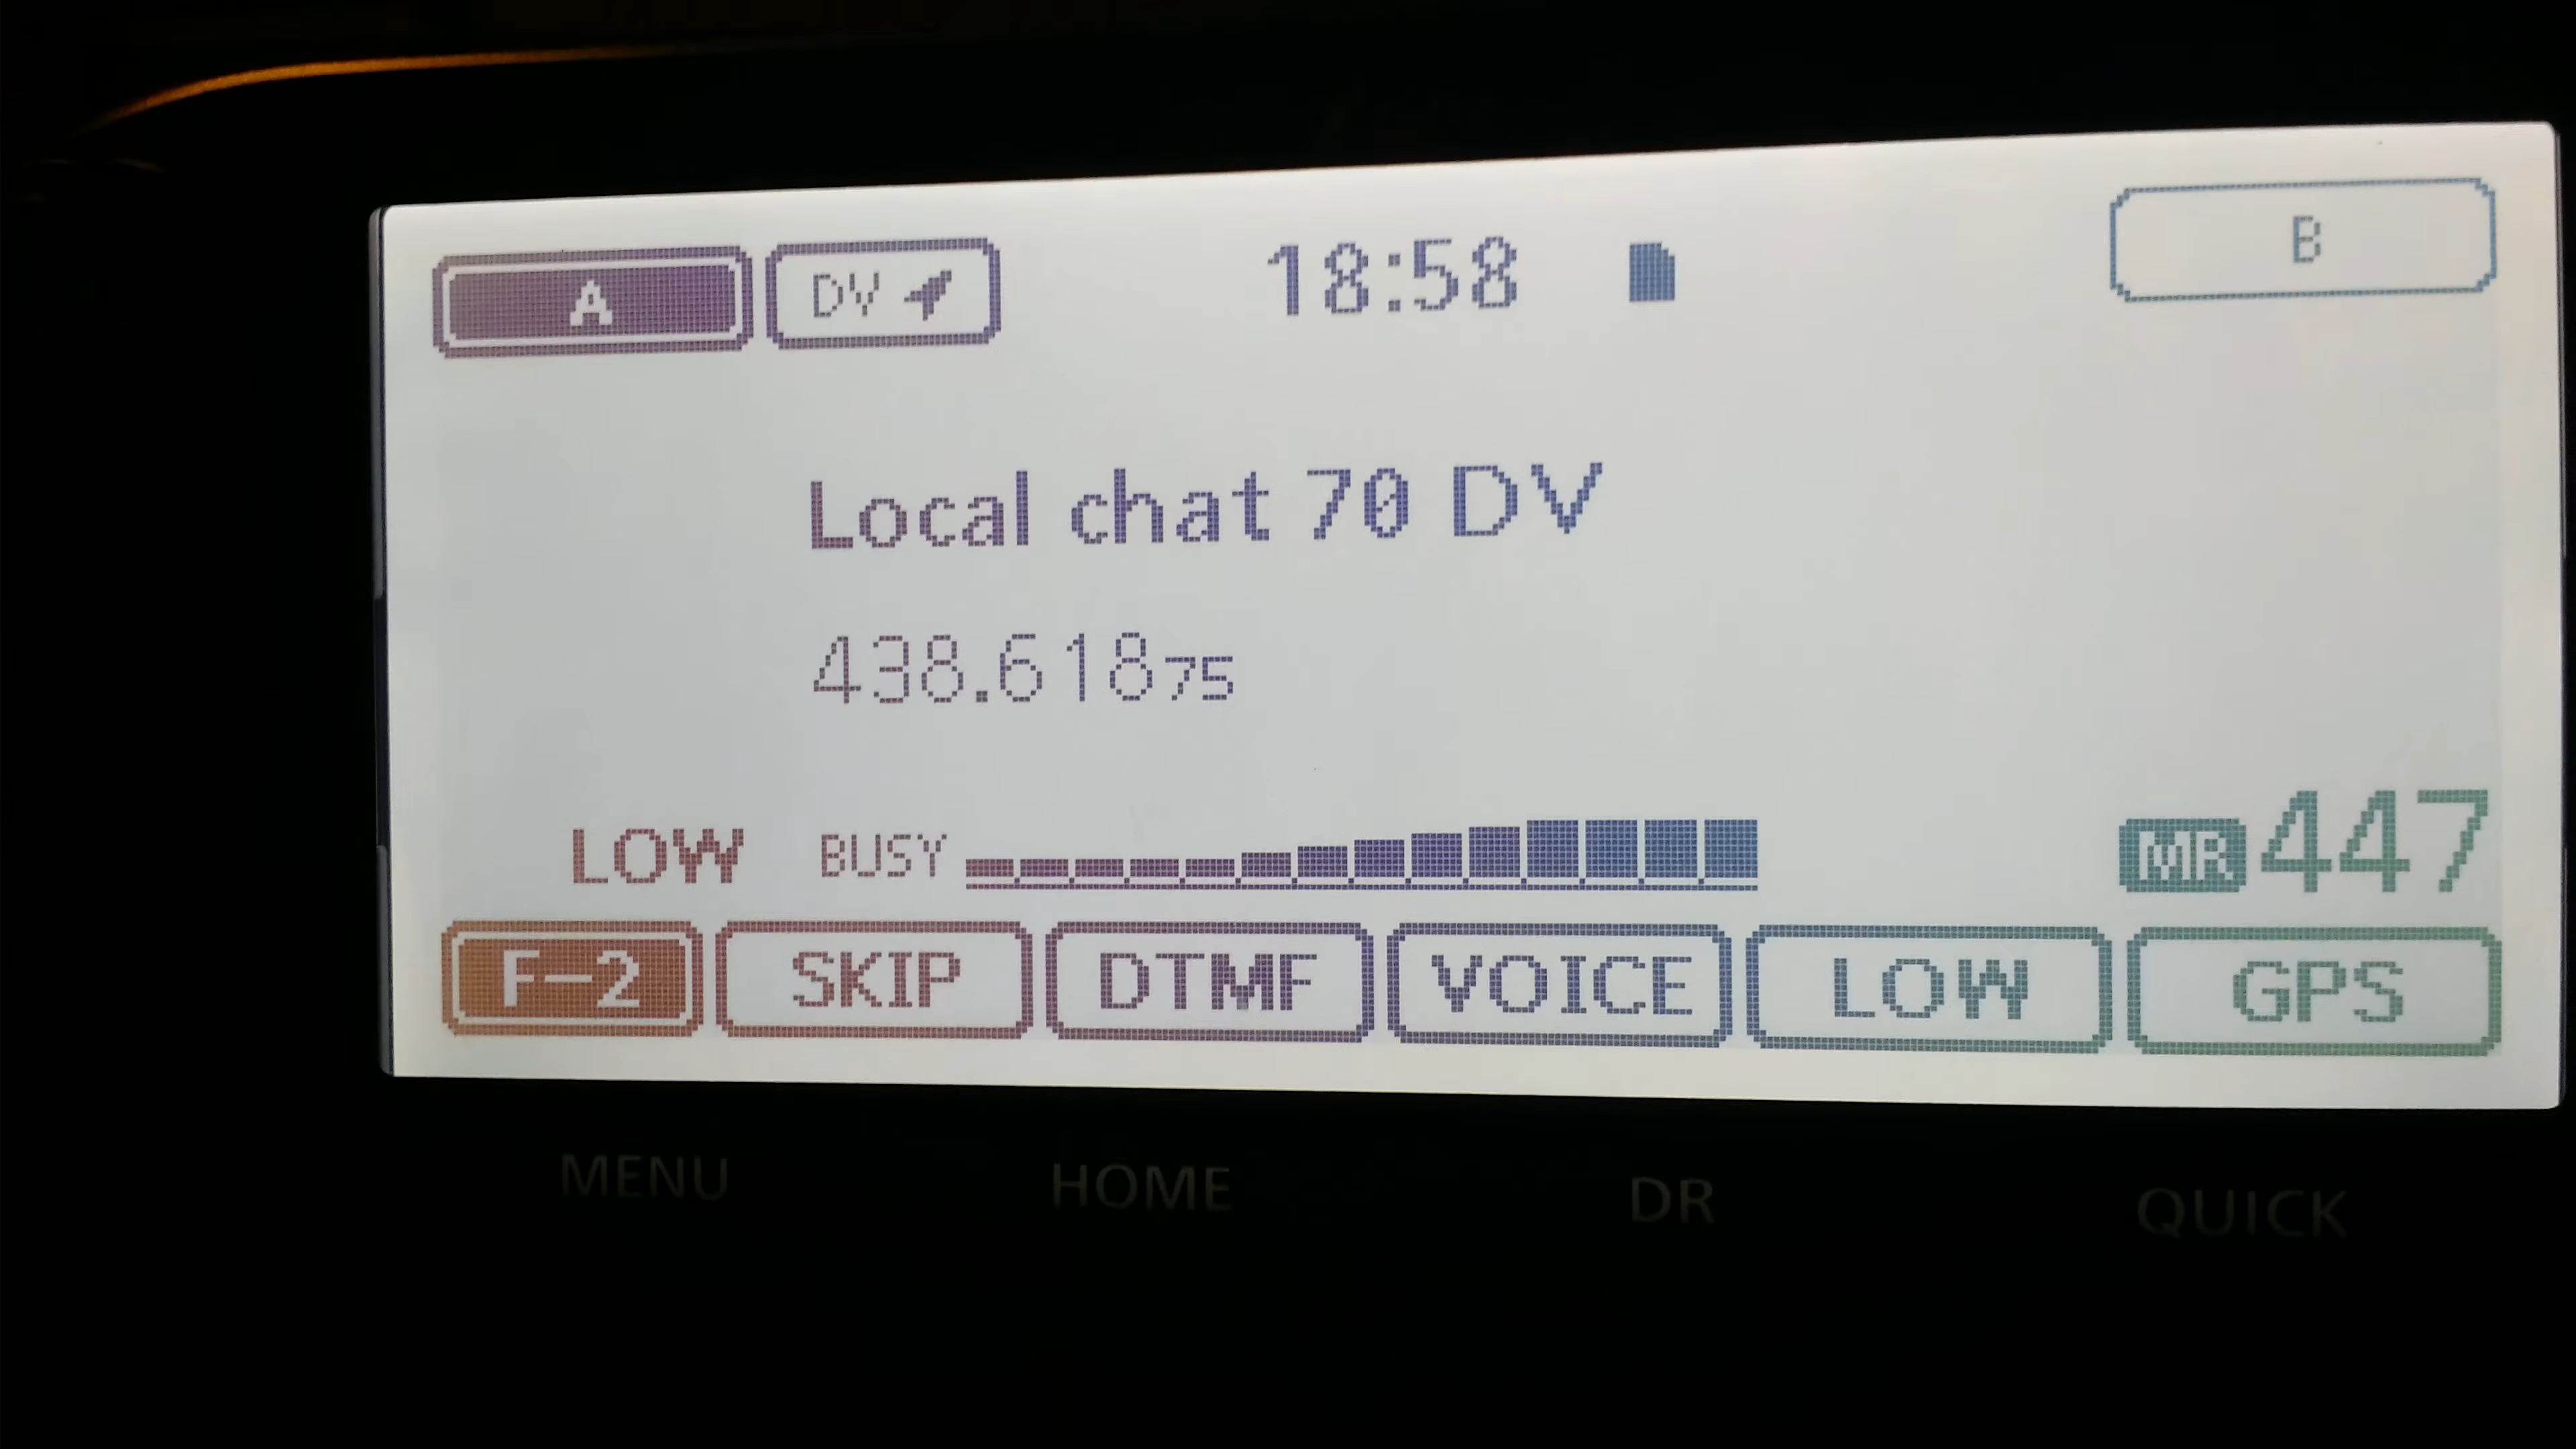 A DV 18:58 B
Local chat 70 DV
438.61875
LOW BUSY MR 447
F-2 SKIP DTMF VOICE LOW GPS
MENU HOME DR QUICK